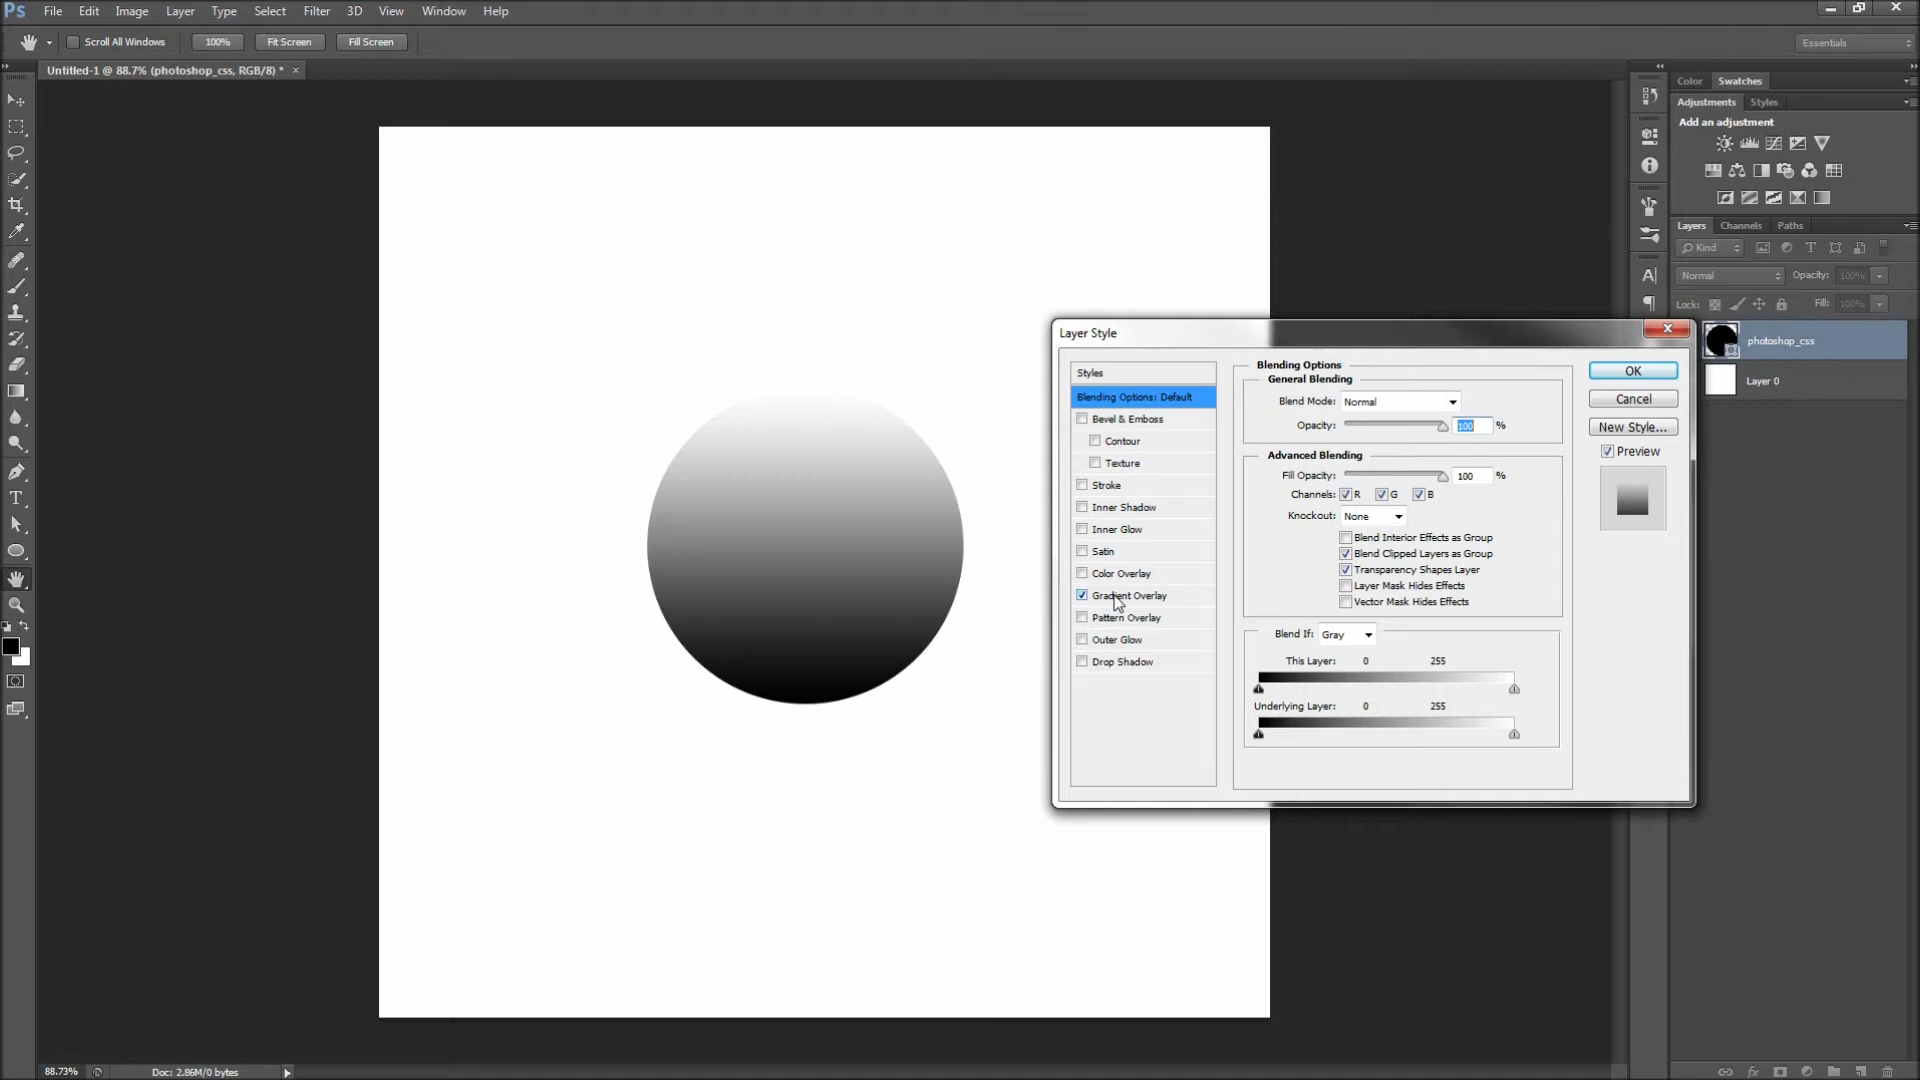 Ps File Edit Image Layer Type Select Filter 3D View Window Help
Scroll All Windows 100% Fit Screen Fill Screen Essentials
Untitled-1 @ 88.7% (photoshop_css, RGB/8) * ×
Color Swatches
Adjustments Styles
Add an adjustment
Layers Channels Paths
Kind
Normal Opacity: 100%
Lock: Fill: 100%
photoshop_css
Layer 0
Layer Style
Styles
Blending Options: Default
Bevel & Emboss
Contour
Texture
Stroke
Inner Shadow
Inner Glow
Satin
Color Overlay
Gradient Overlay
Pattern Overlay
Outer Glow
Drop Shadow
Blending Options
General Blending
Blend Mode: Normal
Opacity: 100 %
Advanced Blending
Fill Opacity: 100 %
Channels: R G B
Knockout: None
Blend Interior Effects as Group
Blend Clipped Layers as Group
Transparency Shapes Layer
Layer Mask Hides Effects
Vector Mask Hides Effects
Blend If: Gray
This Layer: 0 255
Underlying Layer: 0 255
OK
Cancel
New Style...
Preview
88.73% Doc: 2.86M/0 bytes